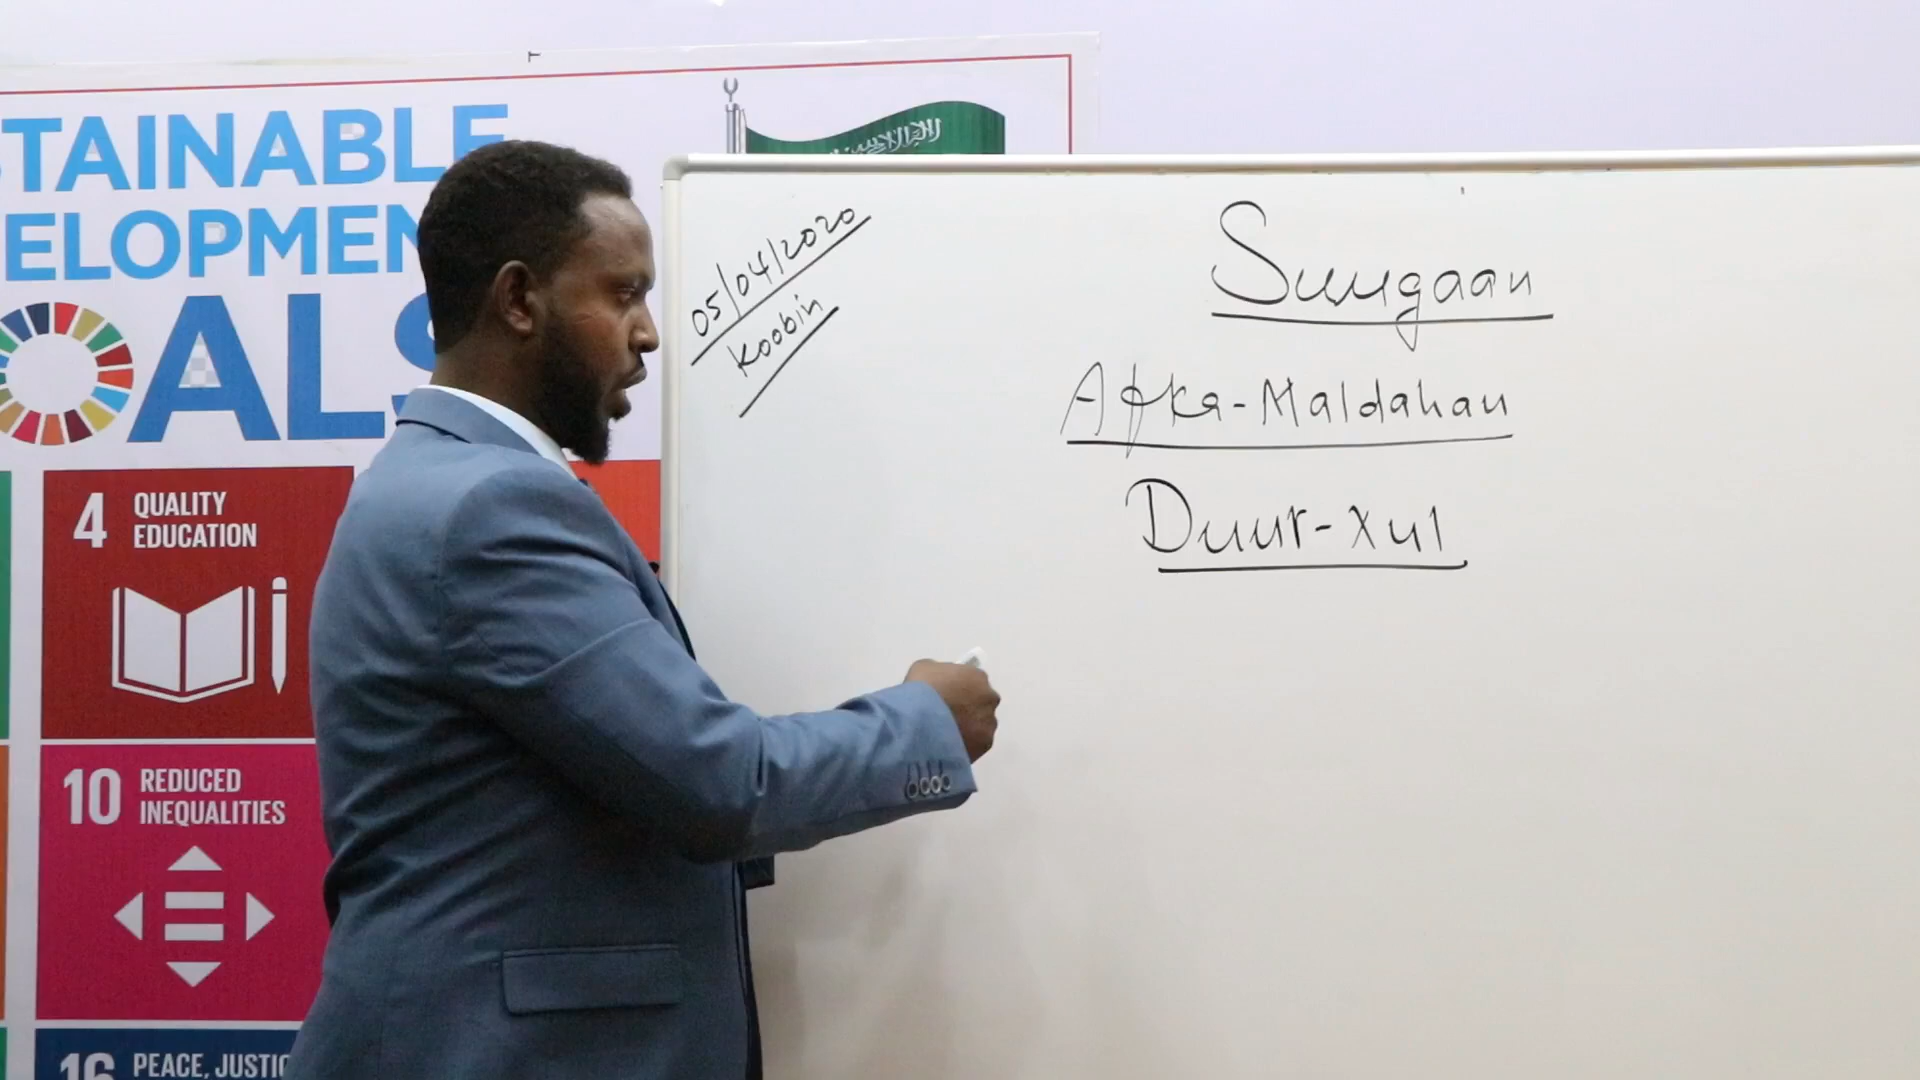 STAINABLE
ELOPMEN
OALS
4 QUALITY
EDUCATION
10 REDUCED
INEQUALITIES
16 PEACE, JUSTIC
05/04/2020
Koobin
Suugaan
Afka-Maldahan
Duur-xul